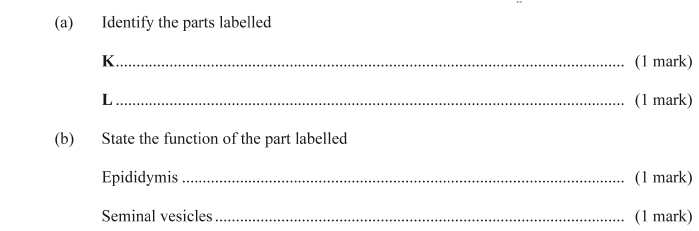 (a) Identify the parts labelled
K.............................................................................................................................. (1 mark)
L .............................................................................................................................. (1 mark)
(b) State the function of the part labelled
Epididymis ............................................................................................................ (1 mark)
Seminal vesicles .................................................................................................... (1 mark)